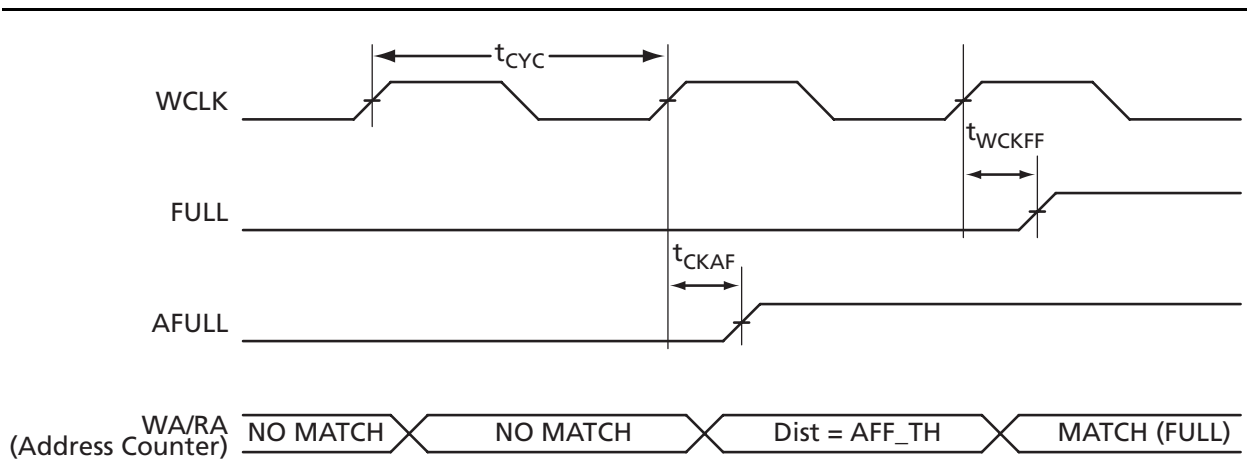 tCYC
WCLK
tWCKFF
FULL
tCKAF
AFULL
WA/RA
(Address Counter)
NO MATCH
NO MATCH
Dist = AFF_TH
MATCH (FULL)